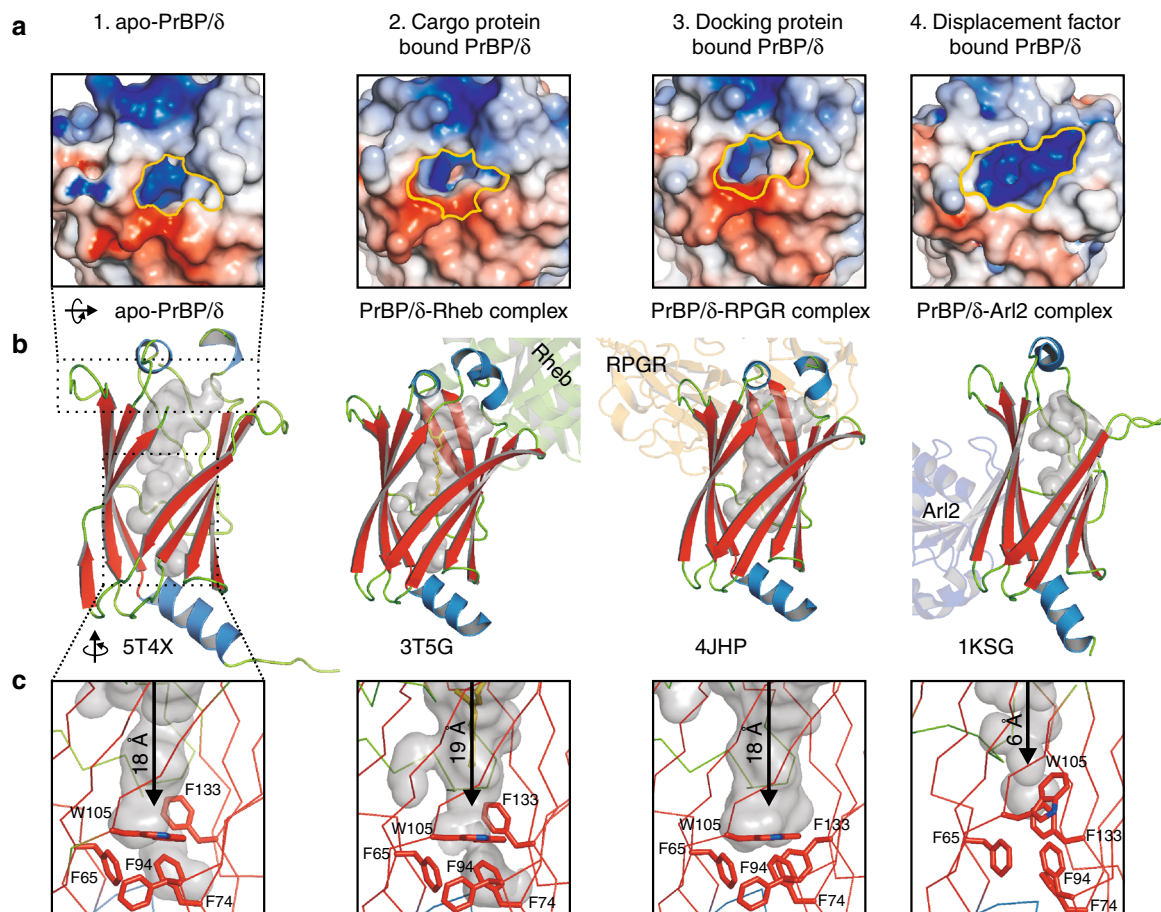 a
1. apo-PrBP/δ
2. Cargo protein
bound PrBP/δ
3. Docking protein
bound PrBP/δ
4. Displacement factor
bound PrBP/δ
apo-PrBP/δ
PrBP/δ-Rheb complex
PrBP/δ-RPGR complex
PrBP/δ-Arl2 complex
b
Rheb
RPGR
Arl2
5T4X
3T5G
4JHP
1KSG
c
18 Å
F133
W105
F65
F94
F74
19 Å
F133
W105
F65
F94
F74
18 Å
W105
F133
F65
F94
F74
6 Å
W105
F65
F133
F94
F74